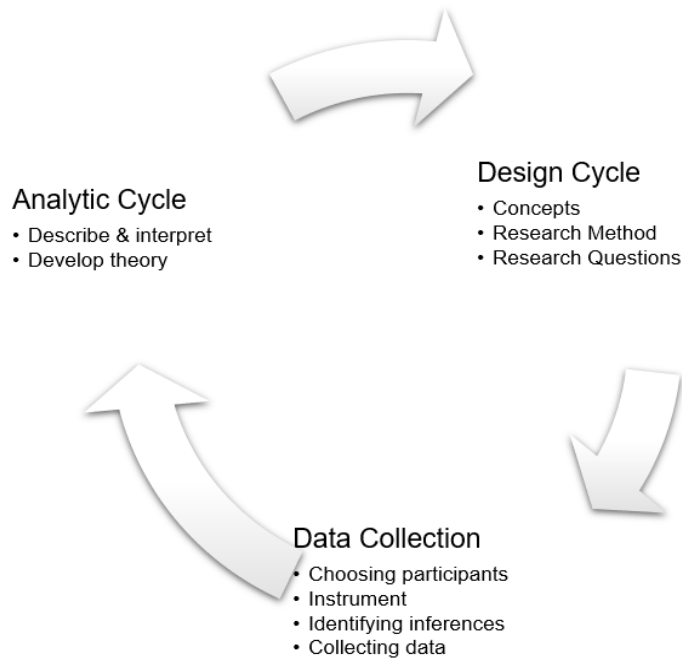 Analytic Cycle
• Describe & interpret
• Develop theory
Design Cycle
• Concepts
• Research Method
• Research Questions
Data Collection
• Choosing participants
• Instrument
• Identifying inferences
• Collecting data